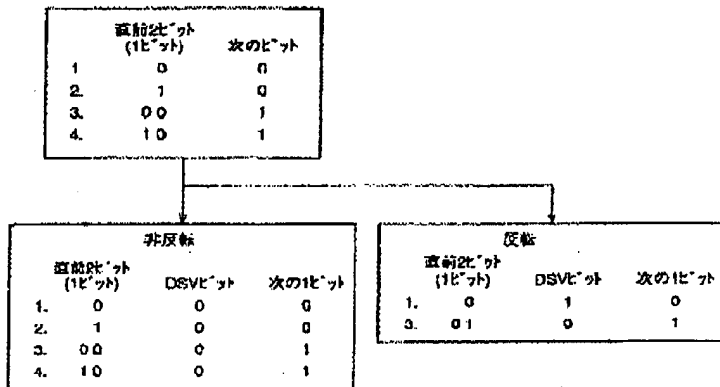 直前2ビット
(1ビット) 次のビット
1 0 0
2. 1 0
3. 00 1
4. 10 1
非反転
直前2ビット
(1ビット) DSVビット 次の1ビット
1. 0 0 0
2. 1 0 0
3. 00 0 1
4. 10 0 1
反転
直前2ビット
(1ビット) DSVビット 次の1ビット
1. 0 1 0
3. 01 0 1